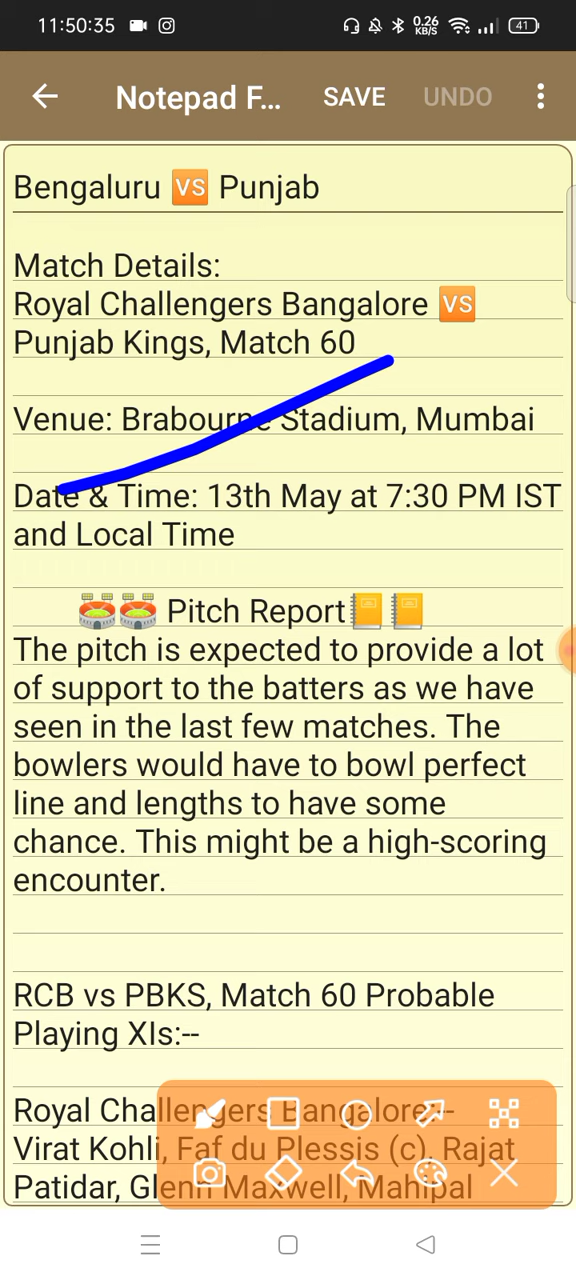 11:50:35 0.26 KB/S 41
Notepad F... SAVE UNDO
Bengaluru 🆚 Punjab
Match Details:
Royal Challengers Bangalore 🆚
Punjab Kings, Match 60
Venue: Brabourne Stadium, Mumbai
Date & Time: 13th May at 7:30 PM IST
and Local Time
🏟️🏟️ Pitch Report📒📒
The pitch is expected to provide a lot
of support to the batters as we have
seen in the last few matches. The
bowlers would have to bowl perfect
line and lengths to have some
chance. This might be a high-scoring
encounter.
RCB vs PBKS, Match 60 Probable
Playing XIs:--
Royal Challengers Bangalore:--
Virat Kohli, Faf du Plessis (c), Rajat
Patidar, Glenn Maxwell, Mahipal